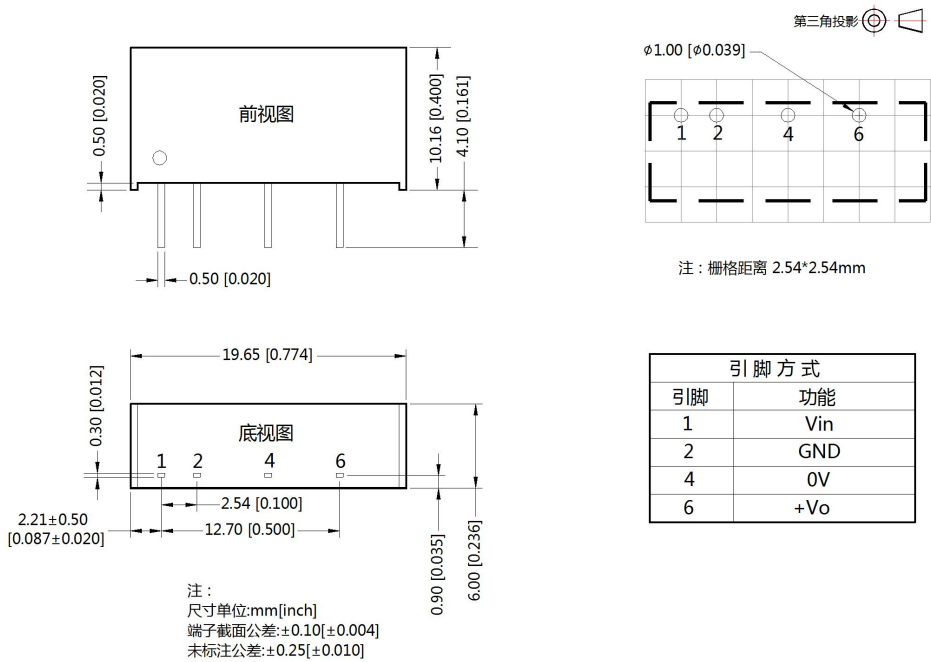 第三角投影
前视图
0.50 [0.020]
10.16 [0.400]
4.10 [0.161]
0.50 [0.020]
ϕ1.00 [ϕ0.039]
1 2 4 6
注：栅格距离 2.54*2.54mm
19.65 [0.774]
0.30 [0.012]
底视图
1 2 4 6
2.54 [0.100]
12.70 [0.500]
2.21±0.50
[0.087±0.020]
0.90 [0.035]
6.00 [0.236]
注：
尺寸单位:mm[inch]
端子截面公差:±0.10[±0.004]
未标注公差:±0.25[±0.010]
引脚方式
引脚 功能
1 Vin
2 GND
4 0V
6 +Vo